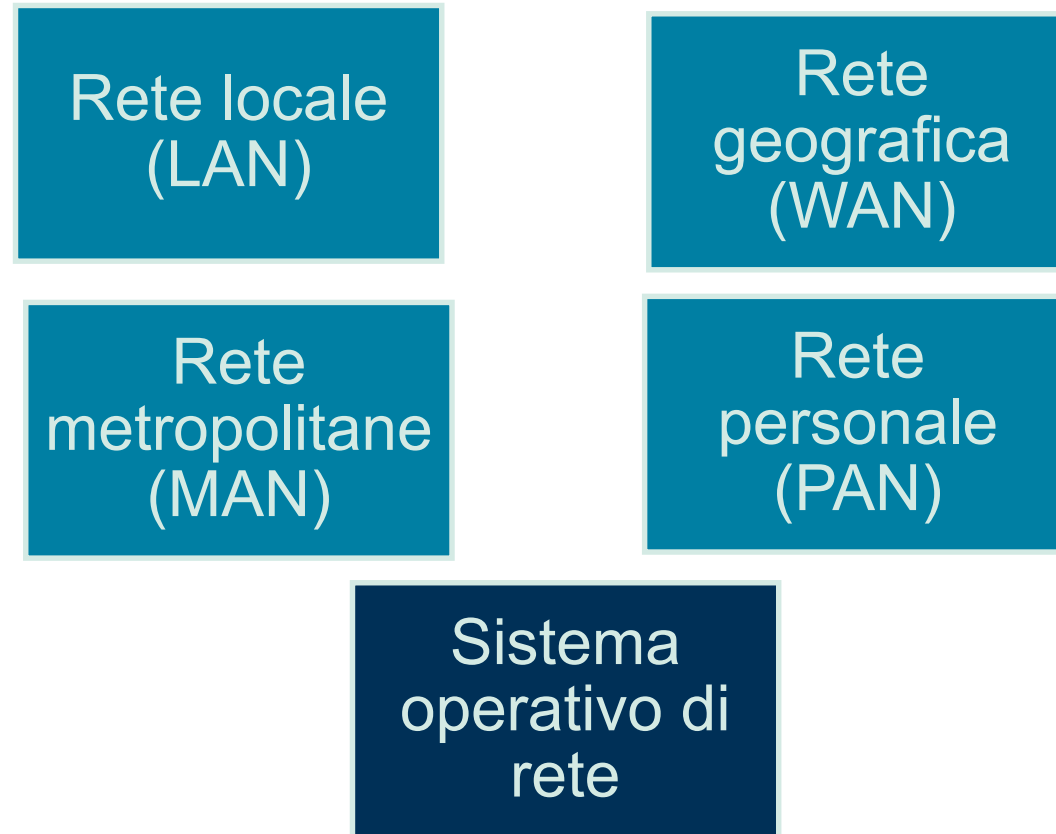 Rete locale
(LAN)
Rete
geografica
(WAN)
Rete
metropolitane
(MAN)
Rete
personale
(PAN)
Sistema
operativo di
rete